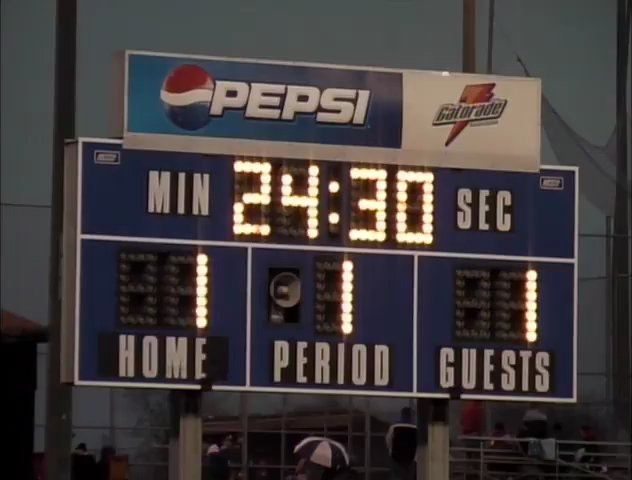 PEPSI Gatorade
MIN 24:30 SEC
1 1 1
HOME PERIOD GUESTS